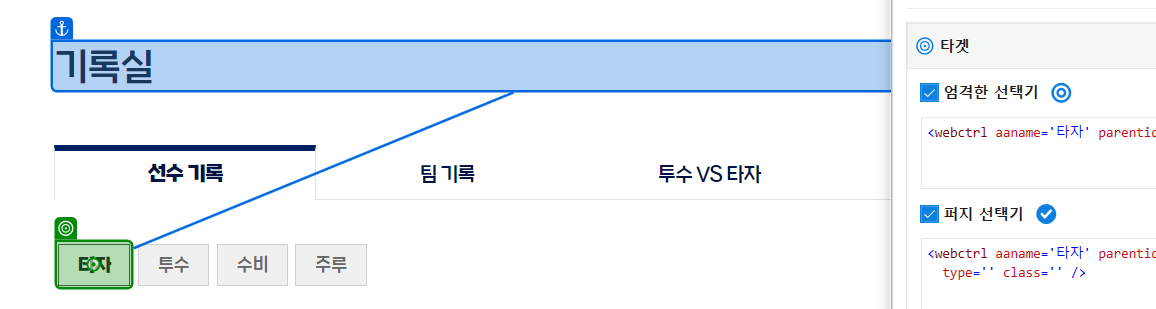 기록실
선수 기록 팀 기록 투수 VS 타자
타자 투수 수비 주루
타겟
엄격한 선택기
<webctrl aaname='타자' parentid
퍼지 선택기
<webctrl aaname='타자' parentid
type='' class='' />